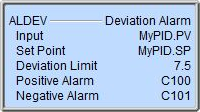 ALDEV Deviation Alarm
Input MyPID.PV
Set Point MyPID.SP
Deviation Limit 7.5
Positive Alarm C100
Negative Alarm C101